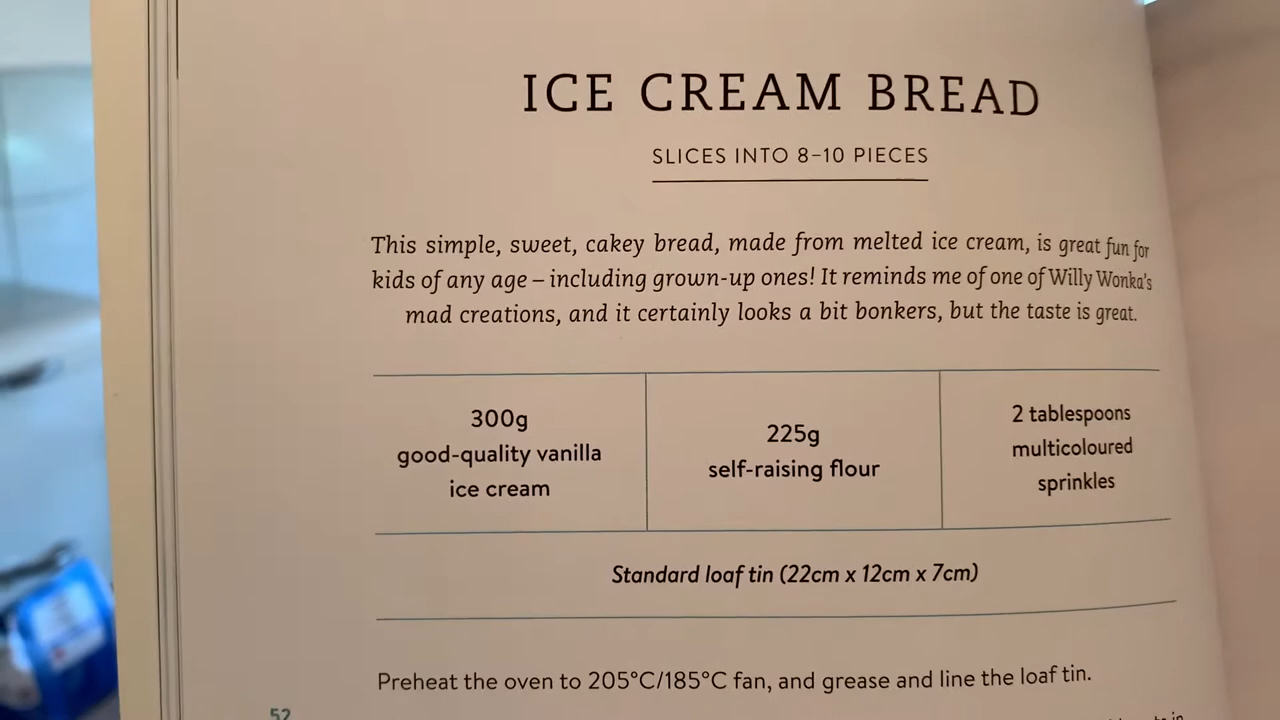 ICE CREAM BREAD
SLICES INTO 8–10 PIECES
This simple, sweet, cakey bread, made from melted ice cream, is great fun for
kids of any age – including grown-up ones! It reminds me of one of Willy Wonka's
mad creations, and it certainly looks a bit bonkers, but the taste is great.
300g
good-quality vanilla
ice cream
225g
self-raising flour
2 tablespoons
multicoloured
sprinkles
Standard loaf tin (22cm x 12cm x 7cm)
Preheat the oven to 205°C/185°C fan, and grease and line the loaf tin.
52